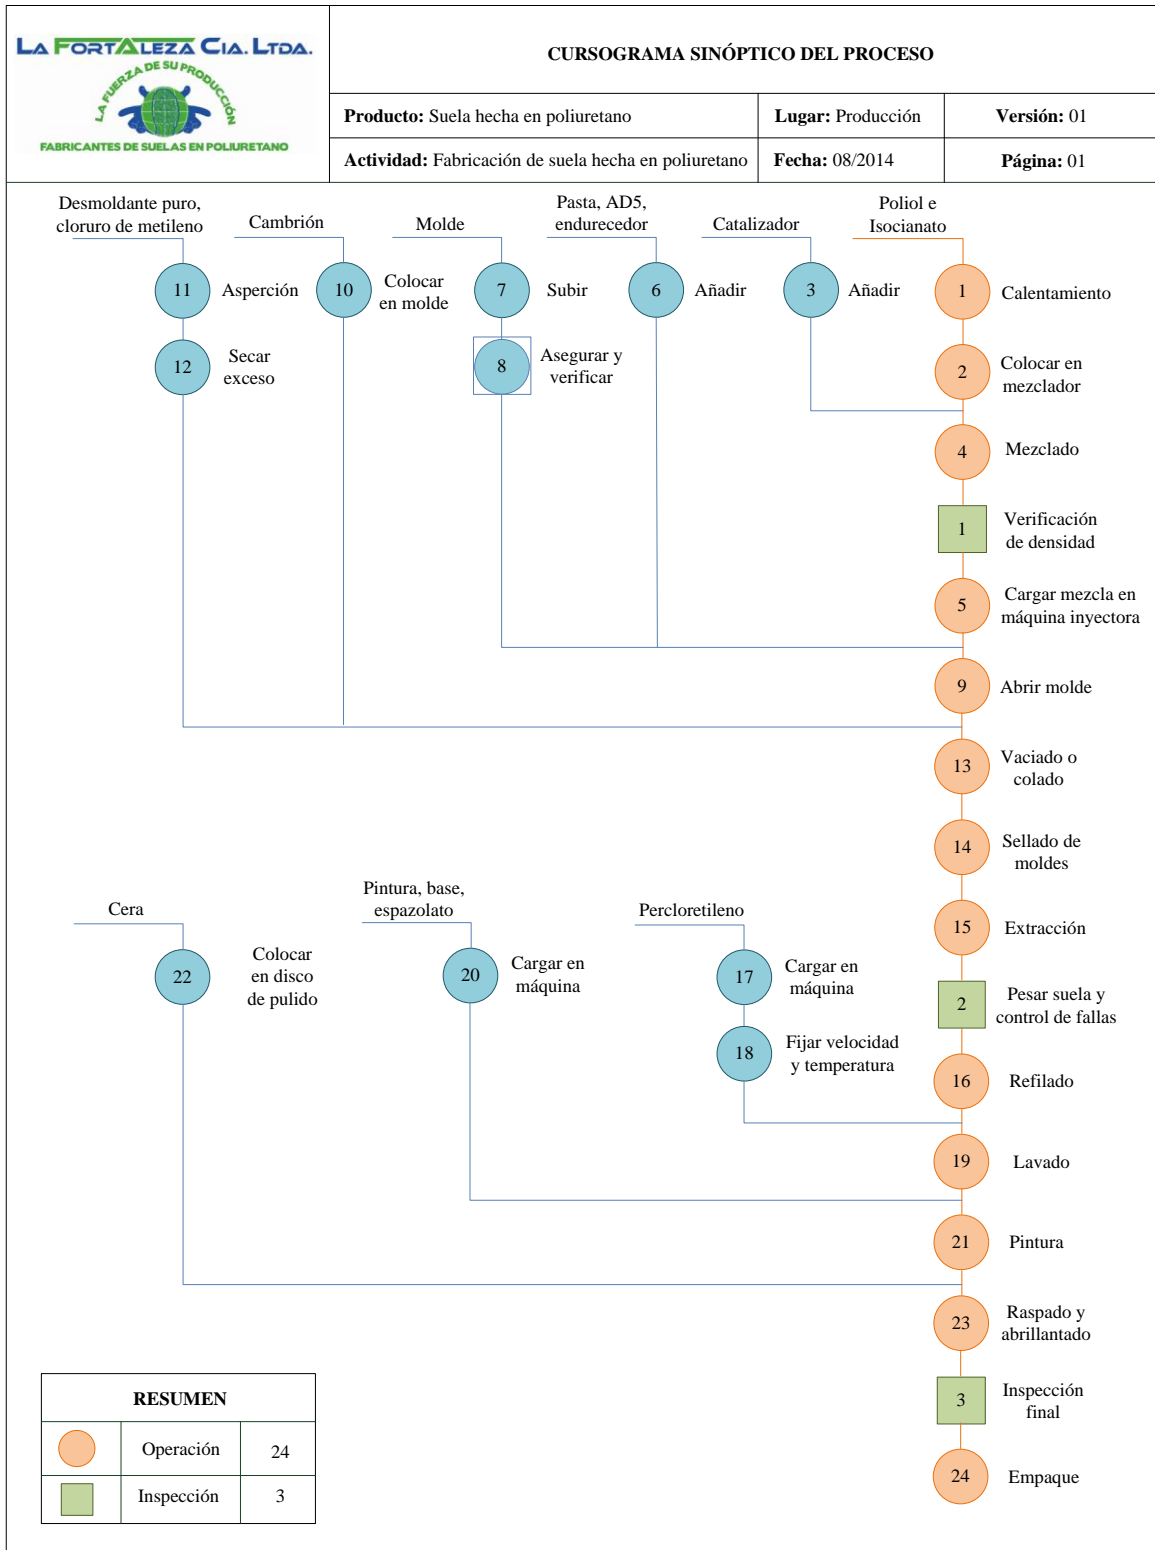 LA FORTALEZA CIA. LTDA.
LA FUERZA DE SU PRODUCCIÓN
FABRICANTES DE SUELAS EN POLIURETANO
CURSOGRAMA SINÓPTICO DEL PROCESO
Producto: Suela hecha en poliuretano
Lugar: Producción
Versión: 01
Actividad: Fabricación de suela hecha en poliuretano
Fecha: 08/2014
Página: 01
Desmoldante puro,
cloruro de metileno
Cambrión
Molde
Pasta, AD5,
endurecedor
Catalizador
Poliol e
Isocianato
11
Asperción
10
Colocar
en molde
7
Subir
6
Añadir
3
Añadir
1
Calentamiento
12
Secar
exceso
8
Asegurar y
verificar
2
Colocar en
mezclador
4
Mezclado
1
Verificación
de densidad
5
Cargar mezcla en
máquina inyectora
9
Abrir molde
13
Vaciado o
colado
14
Sellado de
moldes
Cera
Pintura, base,
espazolato
Percloretileno
15
Extracción
22
Colocar
en disco
de pulido
20
Cargar en
máquina
17
Cargar en
máquina
2
Pesar suela y
control de fallas
18
Fijar velocidad
y temperatura
16
Refilado
19
Lavado
21
Pintura
23
Raspado y
abrillantado
3
Inspección
final
24
Empaque
RESUMEN
Operación
24
Inspección
3